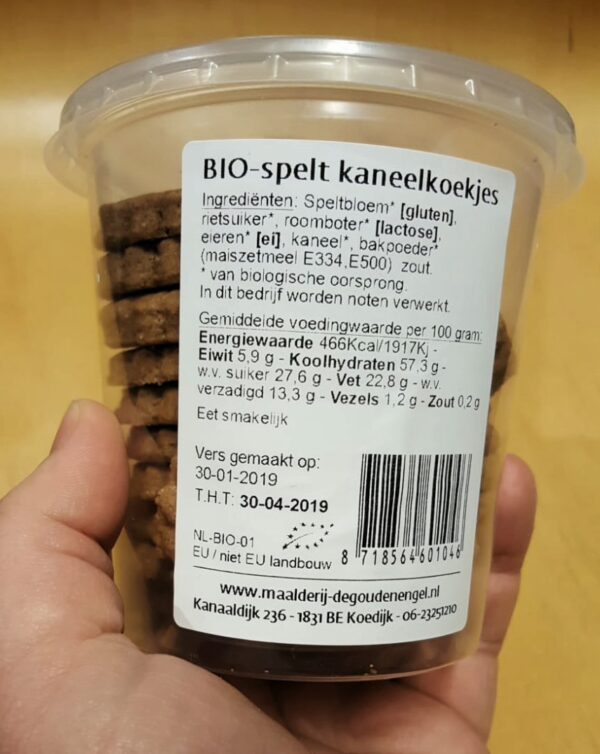 BIO-spelt kaneelkoekjes
Ingrediënten: Speltbloem* [gluten],
rietsuiker*, roomboter* [lactose],
eieren* [ei], kaneel*, bakpoeder*
(maiszetmeel E334,E500) zout.
* van biologische oorsprong.
In dit bedrijf worden noten verwerkt.
Gemiddelde voedingwaarde per 100 gram:
Energiewaarde 466Kcal/1917Kj -
Eiwit 5,9 g - Koolhydraten 57,3 g -
w.v. suiker 27,6 g - Vet 22,8 g - w.v.
verzadigd 13,3 g - Vezels 1,2 g - Zout 0,2 g
Eet smakelijk
Vers gemaakt op:
30-01-2019
T.H.T: 30-04-2019
NL-BIO-01
EU / niet EU landbouw
8 718564 601046
www.maalderij-degoudenengel.nl
Kanaaldijk 236 - 1831 BE Koedijk - 06-23251210